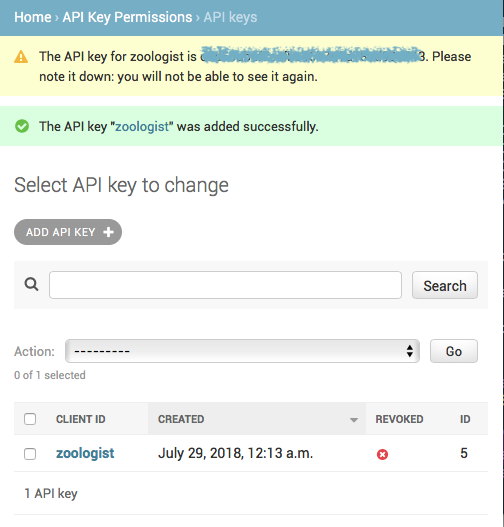 Home › API Key Permissions › API keys
The API key for zoologist is 3. Please
note it down: you will not be able to see it again.
The API key "zoologist" was added successfully.
Select API key to change
ADD API KEY +
Search
Action: --------- Go
0 of 1 selected
CLIENT ID CREATED REVOKED ID
zoologist July 29, 2018, 12:13 a.m. 5
1 API key